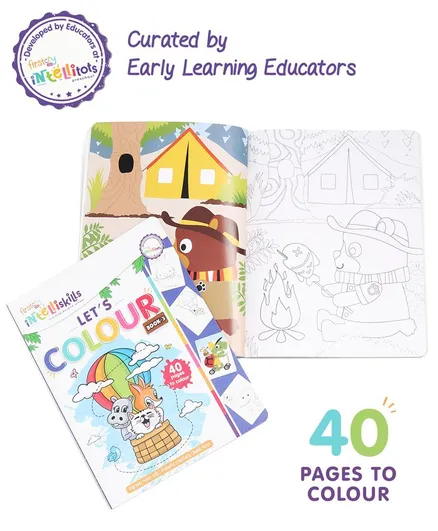 Developed by Educators at
firstcry
iNtellitots
preschool
Curated by
Early Learning Educators
firstcry
iNtelliskills
LET'S
COLOUR
BOOK-3
40
pages
to colour
40
PAGES TO
COLOUR